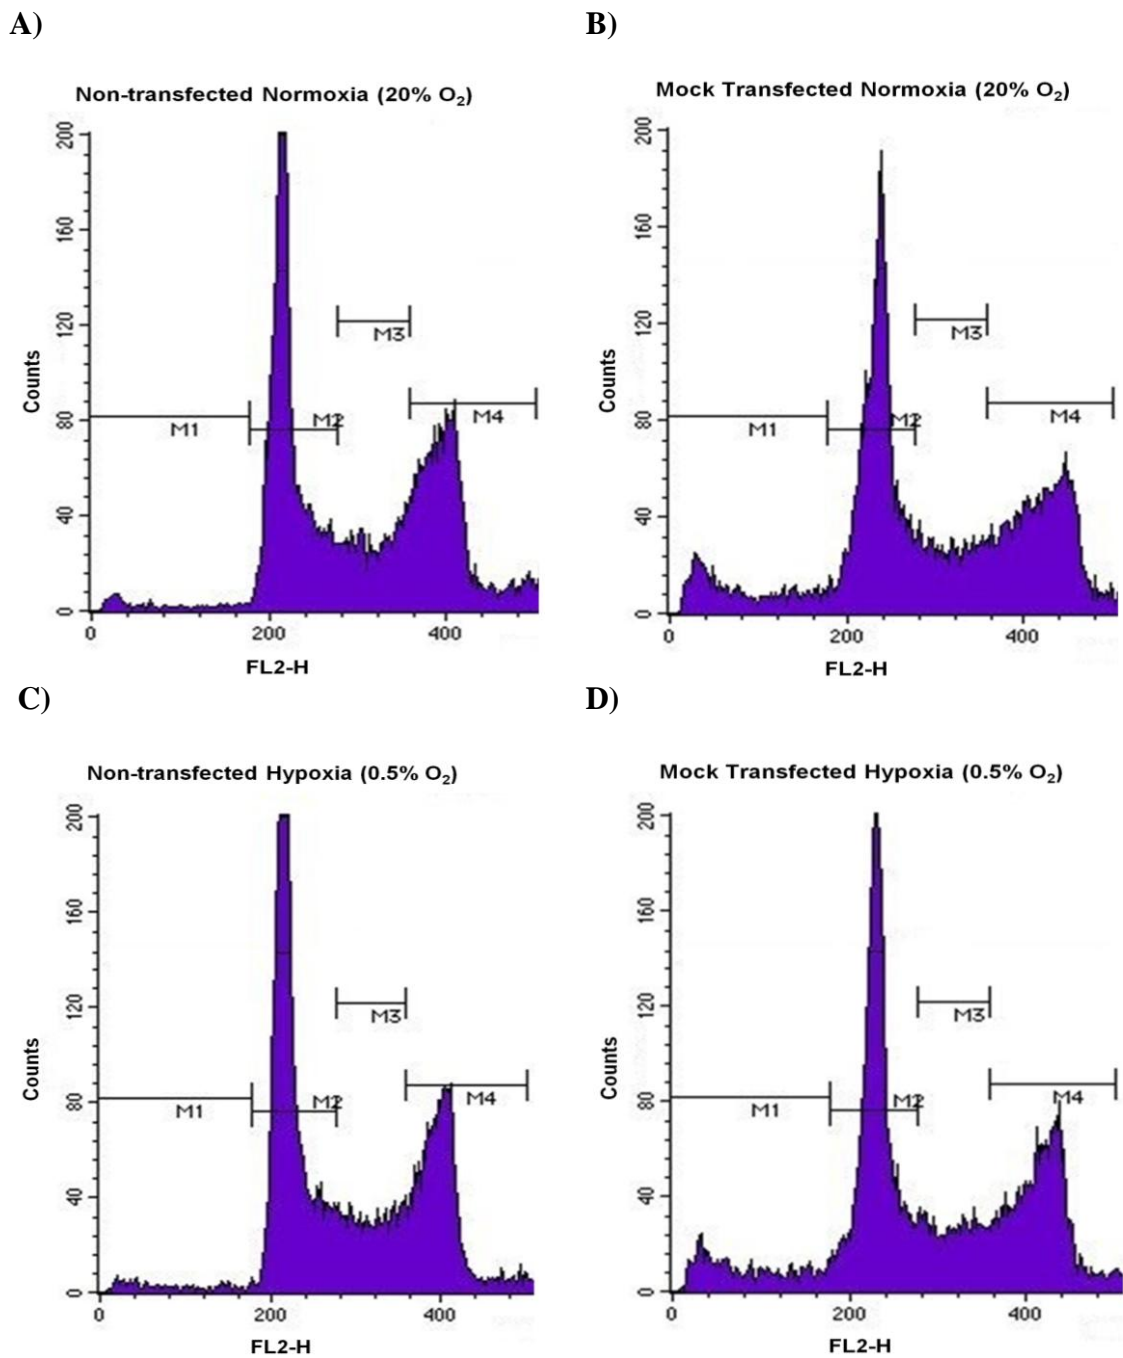 A)
B)
Non-transfected Normoxia (20% O₂)
Mock Transfected Normoxia (20% O₂)
200
160
120
80
40
0
Counts
M1
M2
M3
M4
0
200
400
FL2-H
200
160
120
80
40
0
Counts
M1
M2
M3
M4
0
200
400
FL2-H
C)
D)
Non-transfected Hypoxia (0.5% O₂)
Mock Transfected Hypoxia (0.5% O₂)
200
160
120
80
40
0
Counts
M1
M2
M3
M4
0
200
400
FL2-H
200
160
120
80
40
0
Counts
M1
M2
M3
M4
0
200
400
FL2-H